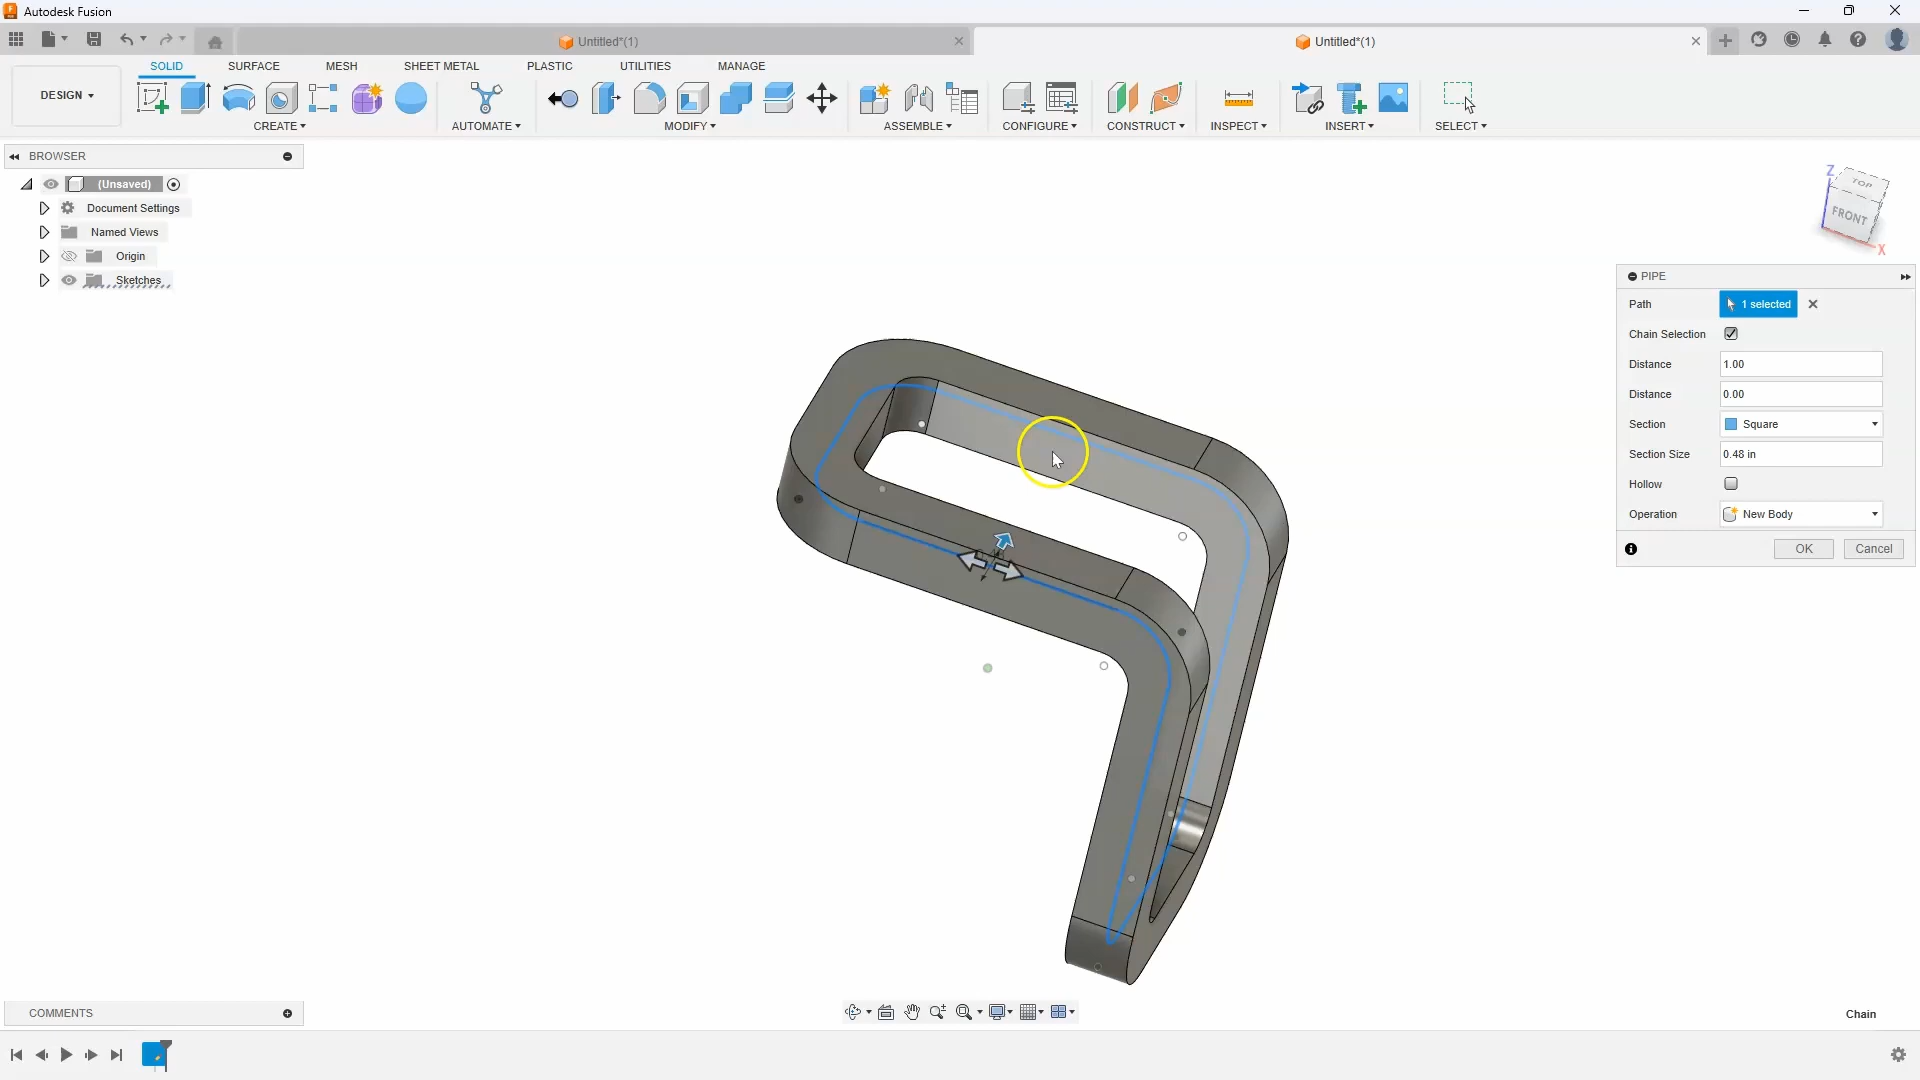 Autodesk Fusion
Untitled*(1)
Untitled*(1)
DESIGN
SOLID
SURFACE
MESH
SHEET METAL
PLASTIC
UTILITIES
MANAGE
CREATE
AUTOMATE
MODIFY
ASSEMBLE
CONFIGURE
CONSTRUCT
INSPECT
INSERT
SELECT
BROWSER
(Unsaved)
Document Settings
Named Views
Origin
Sketches
Z
TOP
FRONT
X
PIPE
Path 1 selected
Chain Selection
Distance 1.00
Distance 0.00
Section Square
Section Size 0.48 in
Hollow
Operation New Body
OK Cancel
COMMENTS
Chain